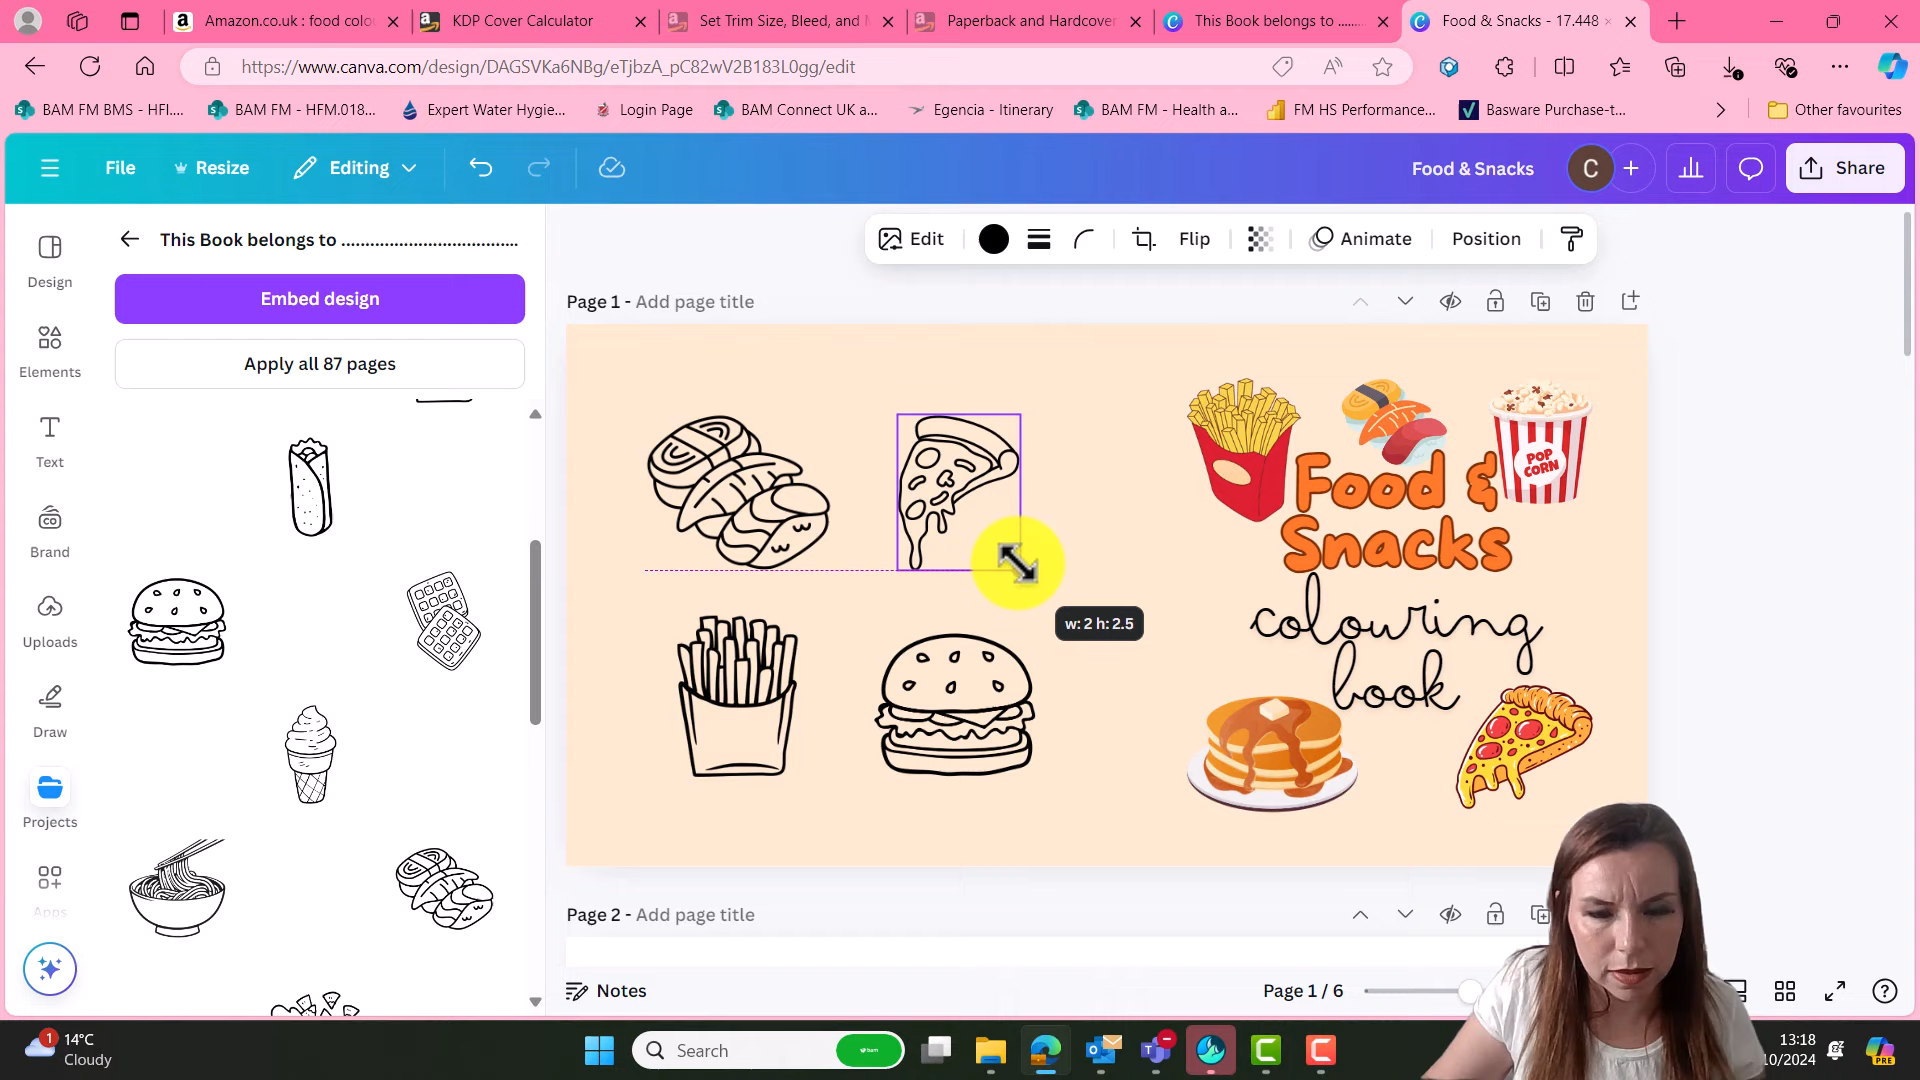 Amazon.co.uk : food colou
KDP Cover Calculator
Set Trim Size, Bleed, and M
Paperback and Hardcover
This Book belongs to ........
Food & Snacks - 17.448 ×
https://www.canva.com/design/DAGSVKa6NBg/eTjbzA_pC82wV2B183L0gg/edit
BAM FM BMS - HFI....
BAM FM - HFM.018...
Expert Water Hygie...
Login Page
BAM Connect UK a...
Egencia - Itinerary
BAM FM - Health a...
FM HS Performance...
Basware Purchase-t...
Other favourites
File
Resize
Editing
Food & Snacks
C
Share
Design
Elements
Text
Brand
Uploads
Draw
Projects
Apps
This Book belongs to ....................................
Embed design
Apply all 87 pages
Edit
Flip
Animate
Position
Page 1 - Add page title
POP
CORN
Food &
Snacks
colouring
book
w: 2 h: 2.5
Page 2 - Add page title
Notes
Page 1 / 6
1
14°C
Cloudy
Search
bam
13:18
10/2024
PRE